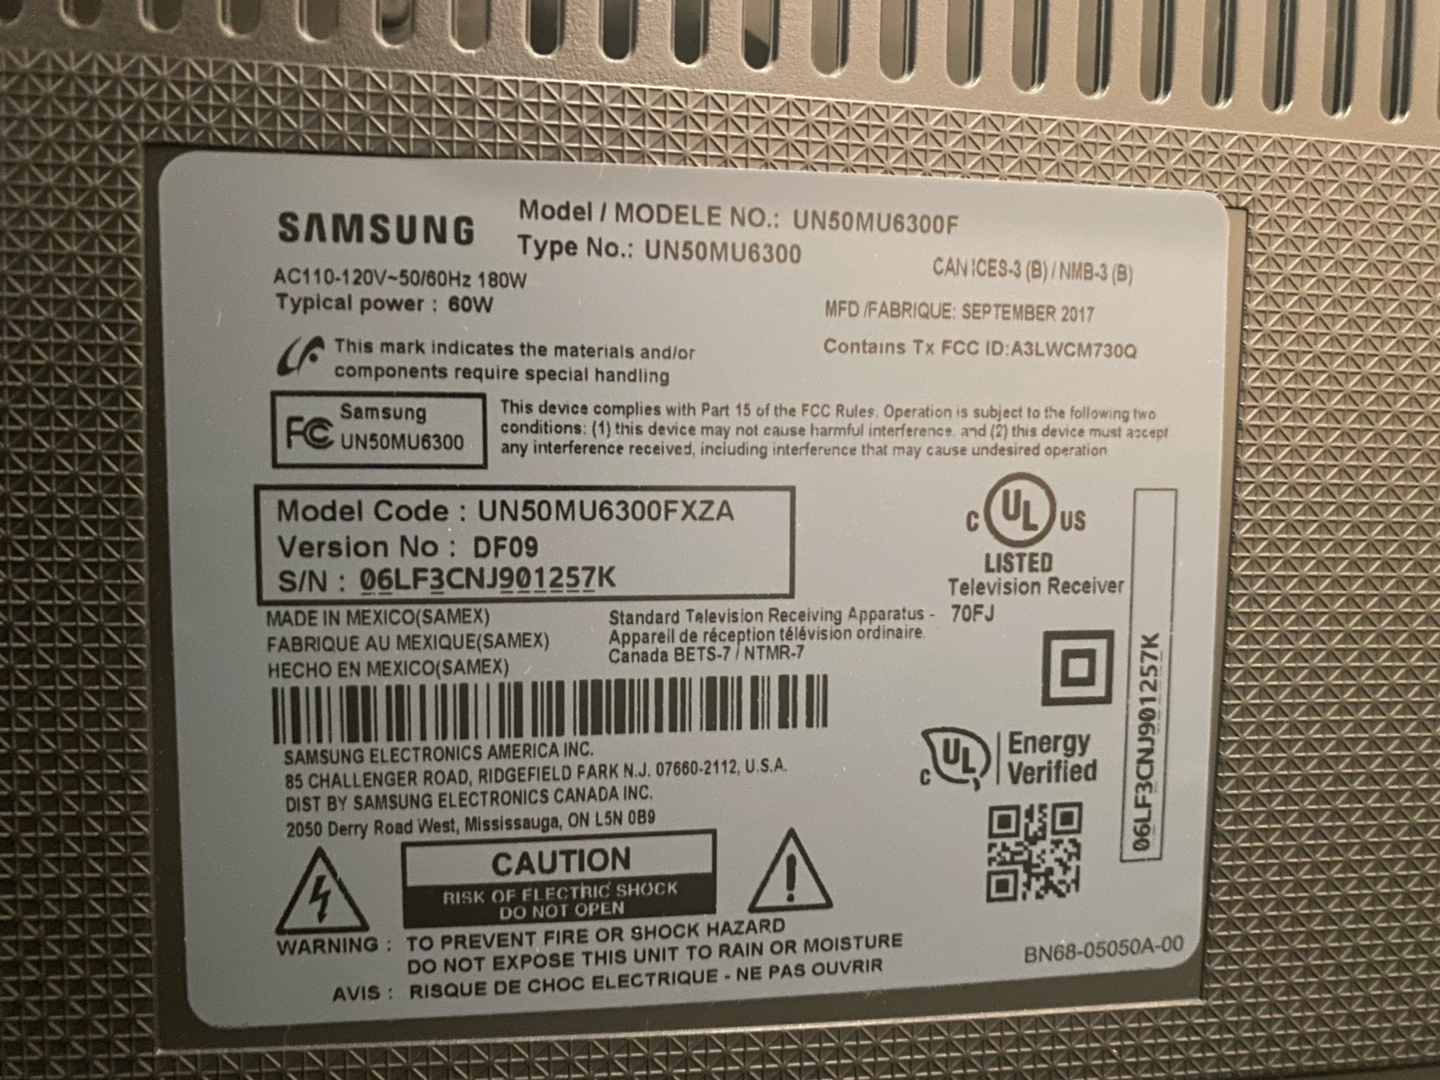 SAMSUNG
Model / MODELE NO.: UN50MU6300F
Type No.: UN50MU6300
AC110-120V~50/60Hz 180W
Typical power : 60W
CAN ICES-3 (B) / NMB-3 (B)
MFD /FABRIQUE: SEPTEMBER 2017
Contains Tx FCC ID:A3LWCM730Q
This mark indicates the materials and/or
components require special handling
FC Samsung
UN50MU6300
This device complies with Part 15 of the FCC Rules. Operation is subject to the following two
conditions: (1) this device may not cause harmful interference, and (2) this device must accept
any interference received, including interference that may cause undesired operation.
Model Code : UN50MU6300FXZA
Version No : DF09
S/N : 06LF3CNJ901257K
C UL US
LISTED
Television Receiver
70FJ
MADE IN MEXICO(SAMEX)
FABRIQUE AU MEXIQUE(SAMEX)
HECHO EN MEXICO(SAMEX)
Standard Television Receiving Apparatus -
Appareil de réception télévision ordinaire,
Canada BETS-7 / NTMR-7
06LF3CNJ901257K
SAMSUNG ELECTRONICS AMERICA INC.
85 CHALLENGER ROAD, RIDGEFIELD PARK N.J. 07660-2112, U.S.A.
DIST BY SAMSUNG ELECTRONICS CANADA INC.
2050 Derry Road West, Mississauga, ON L5N 0B9
C UL Energy
Verified
CAUTION
RISK OF ELECTRIC SHOCK
DO NOT OPEN
WARNING : TO PREVENT FIRE OR SHOCK HAZARD
DO NOT EXPOSE THIS UNIT TO RAIN OR MOISTURE
AVIS : RISQUE DE CHOC ELECTRIQUE - NE PAS OUVRIR
BN68-05050A-00